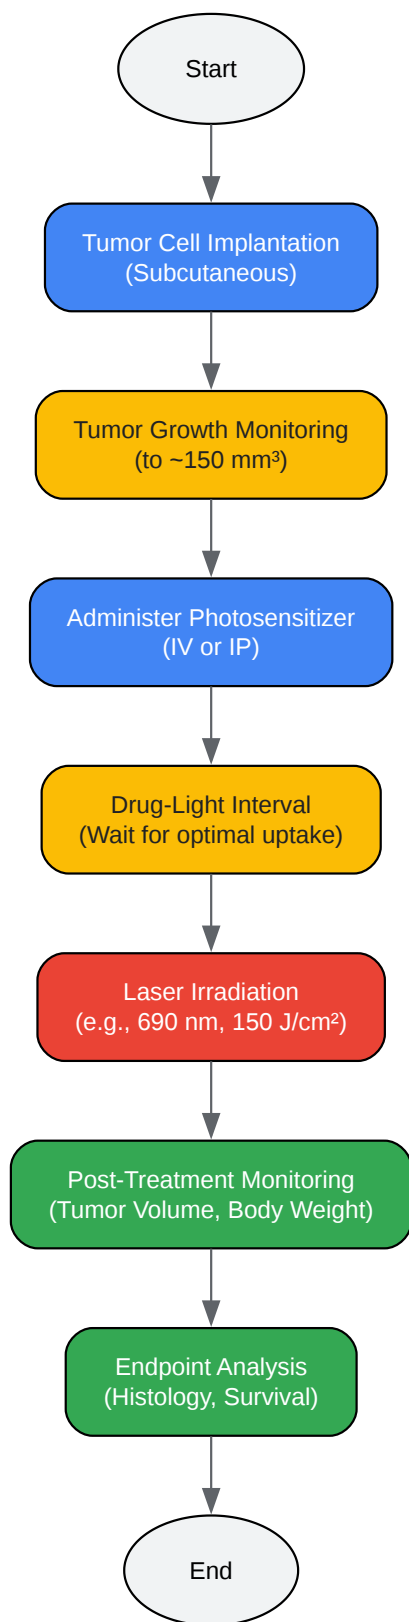 Start
Tumor Cell Implantation
(Subcutaneous)
Tumor Growth Monitoring
(to ~150 mm³)
Administer Photosensitizer
(IV or IP)
Drug-Light Interval
(Wait for optimal uptake)
Laser Irradiation
(e.g., 690 nm, 150 J/cm²)
Post-Treatment Monitoring
(Tumor Volume, Body Weight)
Endpoint Analysis
(Histology, Survival)
End